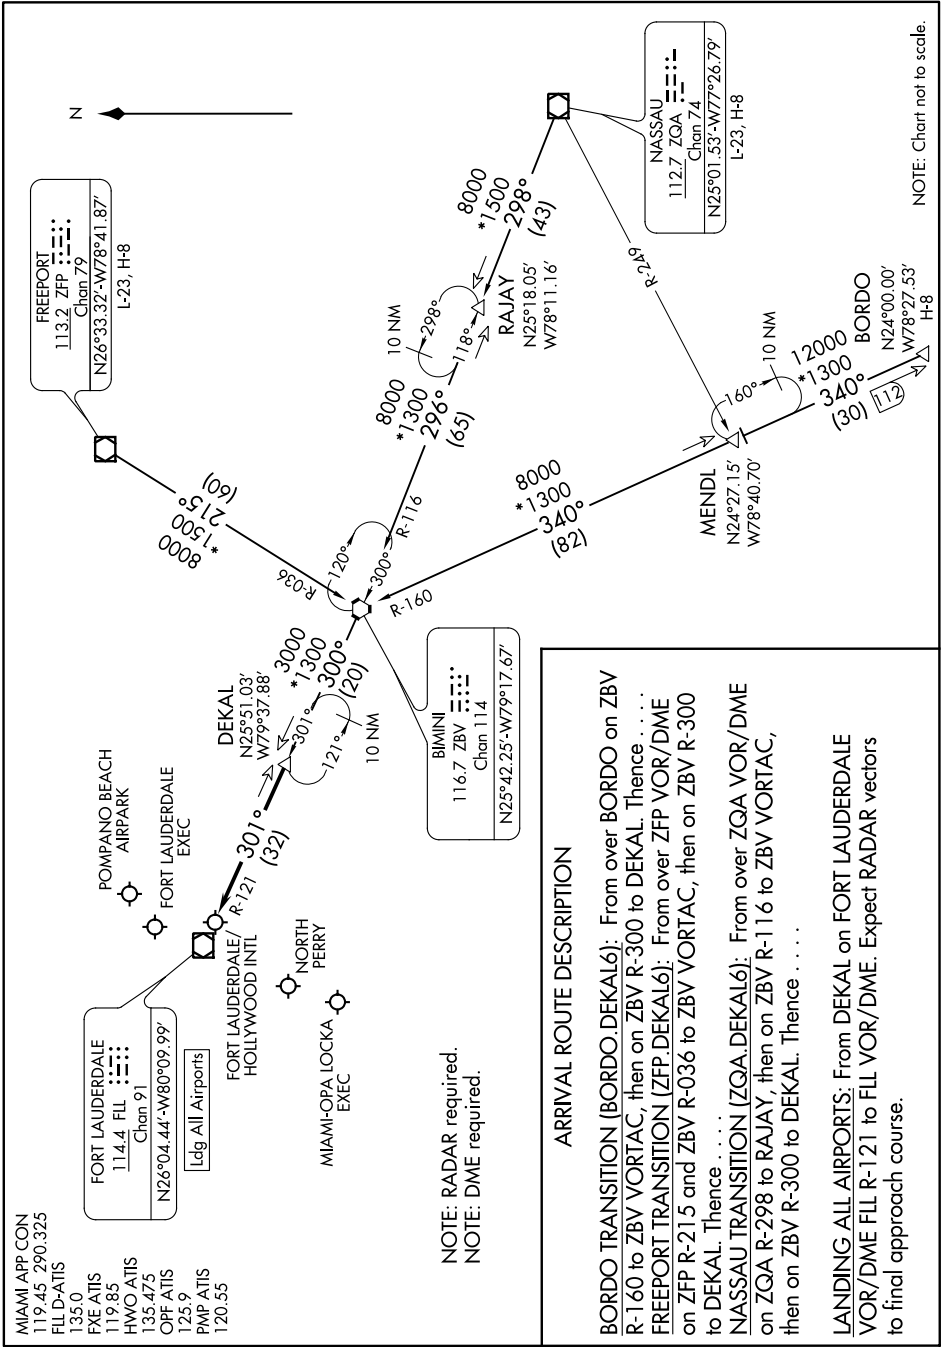 MIAMI APP CON
119.45 290.325
FLL D-ATIS
135.0
FXE ATIS
119.85
HWO ATIS
135.475
OPF ATIS
125.9
PMP ATIS
120.55
FORT LAUDERDALE
114.4 FLL
Chan 91
N26°04.44'-W80°09.99'
Ldg All Airports
POMPANO BEACH
AIRPARK
FORT LAUDERDALE
EXEC
FORT LAUDERDALE/
HOLLYWOOD INTL
NORTH
PERRY
MIAMI-OPA LOCKA
EXEC
R-121
301°
(32)
DEKAL
N25°51.03'
W79°37.88'
301°
121°
10 NM
3000
*1300
300°
(20)
FREEPORT
113.2 ZFP
Chan 79
N26°33.32'-W78°41.87'
L-23, H-8
N
8000
*1500
215°
(60)
R-036
120°
300°
R-116
R-160
BIMINI
116.7 ZBV
Chan 114
N25°42.25'-W79°17.67'
8000
*1300
296°
(65)
10 NM
298°
118°
RAJAY
N25°18.05'
W78°11.16'
8000
*1500
298°
(43)
NASSAU
112.7 ZQA
Chan 74
N25°01.53'-W77°26.79'
L-23, H-8
R-249
8000
*1300
340°
(82)
MENDL
N24°27.15'
W78°40.70'
160°
10 NM
12000
*1300
340°
(30)
112
BORDO
N24°00.00'
W78°27.53'
H-8
NOTE: Chart not to scale.
NOTE: RADAR required.
NOTE: DME required.
ARRIVAL ROUTE DESCRIPTION
BORDO TRANSITION (BORDO.DEKAL6): From over BORDO on ZBV
R-160 to ZBV VORTAC, then on ZBV R-300 to DEKAL. Thence . . . .
FREEPORT TRANSITION (ZFP.DEKAL6): From over ZFP VOR/DME
on ZFP R-215 and ZBV R-036 to ZBV VORTAC, then on ZBV R-300
to DEKAL. Thence . . . .
NASSAU TRANSITION (ZQA.DEKAL6): From over ZQA VOR/DME
on ZQA R-298 to RAJAY, then on ZBV R-116 to ZBV VORTAC,
then on ZBV R-300 to DEKAL. Thence . . . .
LANDING ALL AIRPORTS: From DEKAL on FORT LAUDERDALE
VOR/DME FLL R-121 to FLL VOR/DME. Expect RADAR vectors
to final approach course.